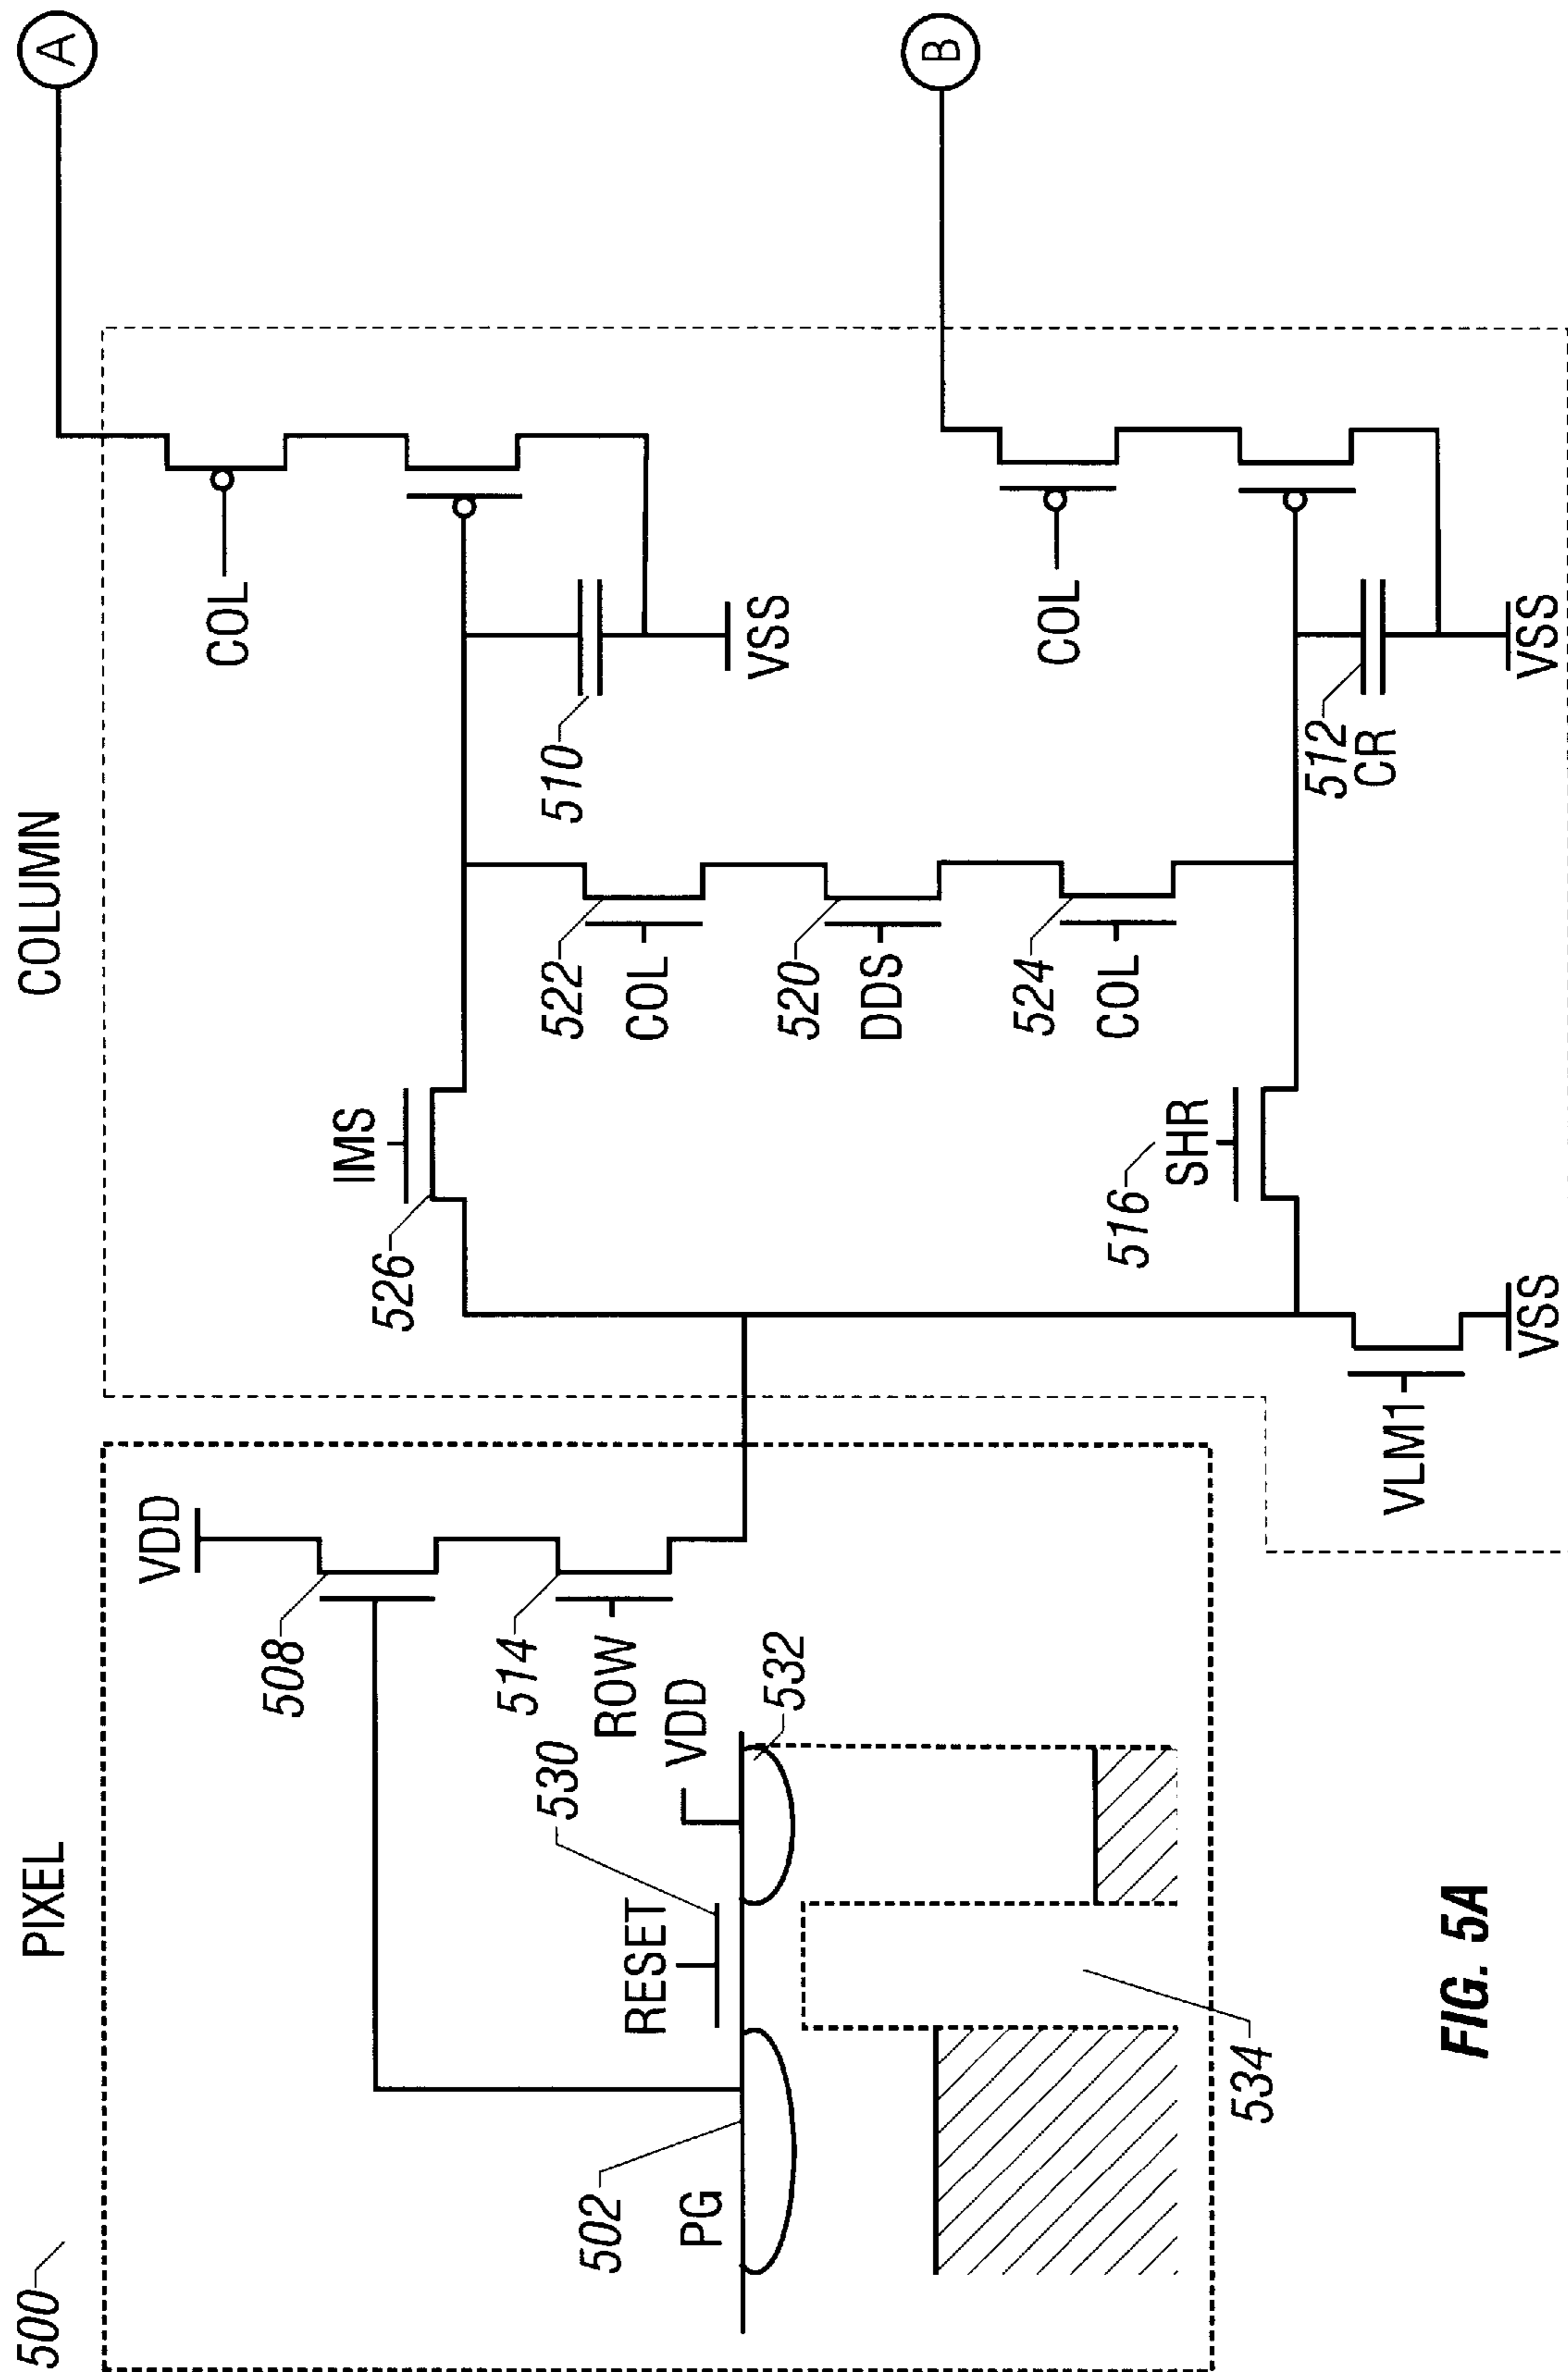 500
PIXEL
COLUMN
A
VDD
508
514
ROW
VDD
530
RESET
532
502
PG
534
526
IMS
COL
522
COL
510
VSS
520
DDS
524
COL
B
COL
516
SHR
512
CR
VSS
VLM1
VSS
FIG. 5A